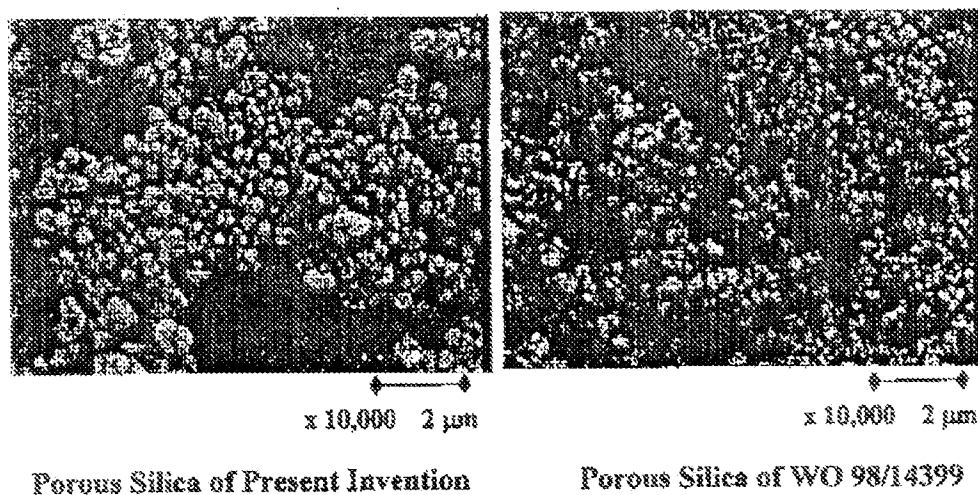 x 10,000 2 μm
x 10,000 2 μm
Porous Silica of Present Invention
Porous Silica of WO 98/14399